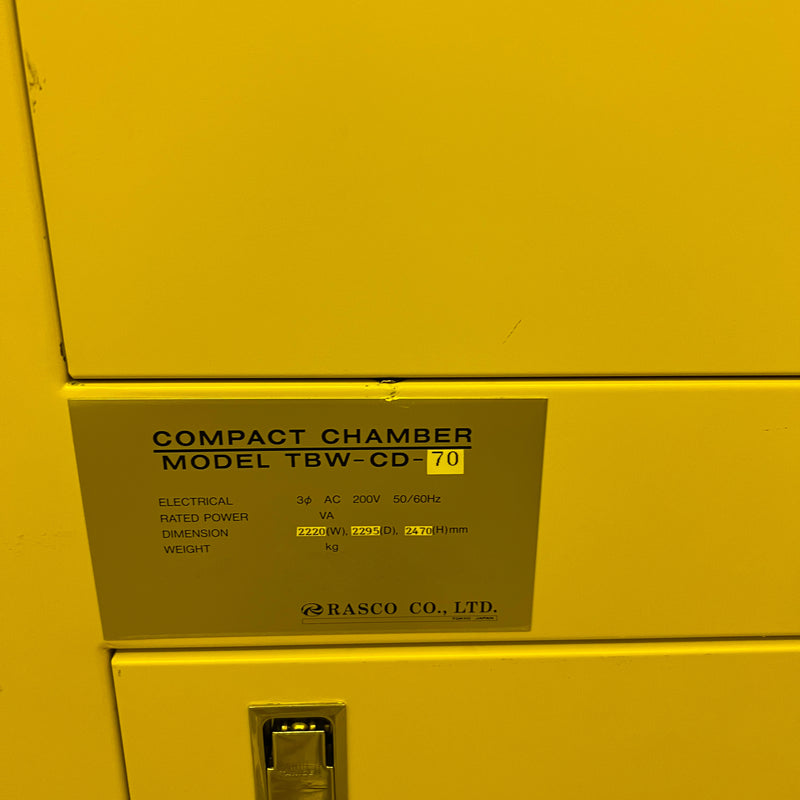 COMPACT CHAMBER
MODEL TBW-CD-70
ELECTRICAL 3φ AC 200V 50/60Hz
RATED POWER VA
DIMENSION 2220(W), 2295(D), 2470(H)mm
WEIGHT kg
RASCO CO., LTD.
TOKYO JAPAN